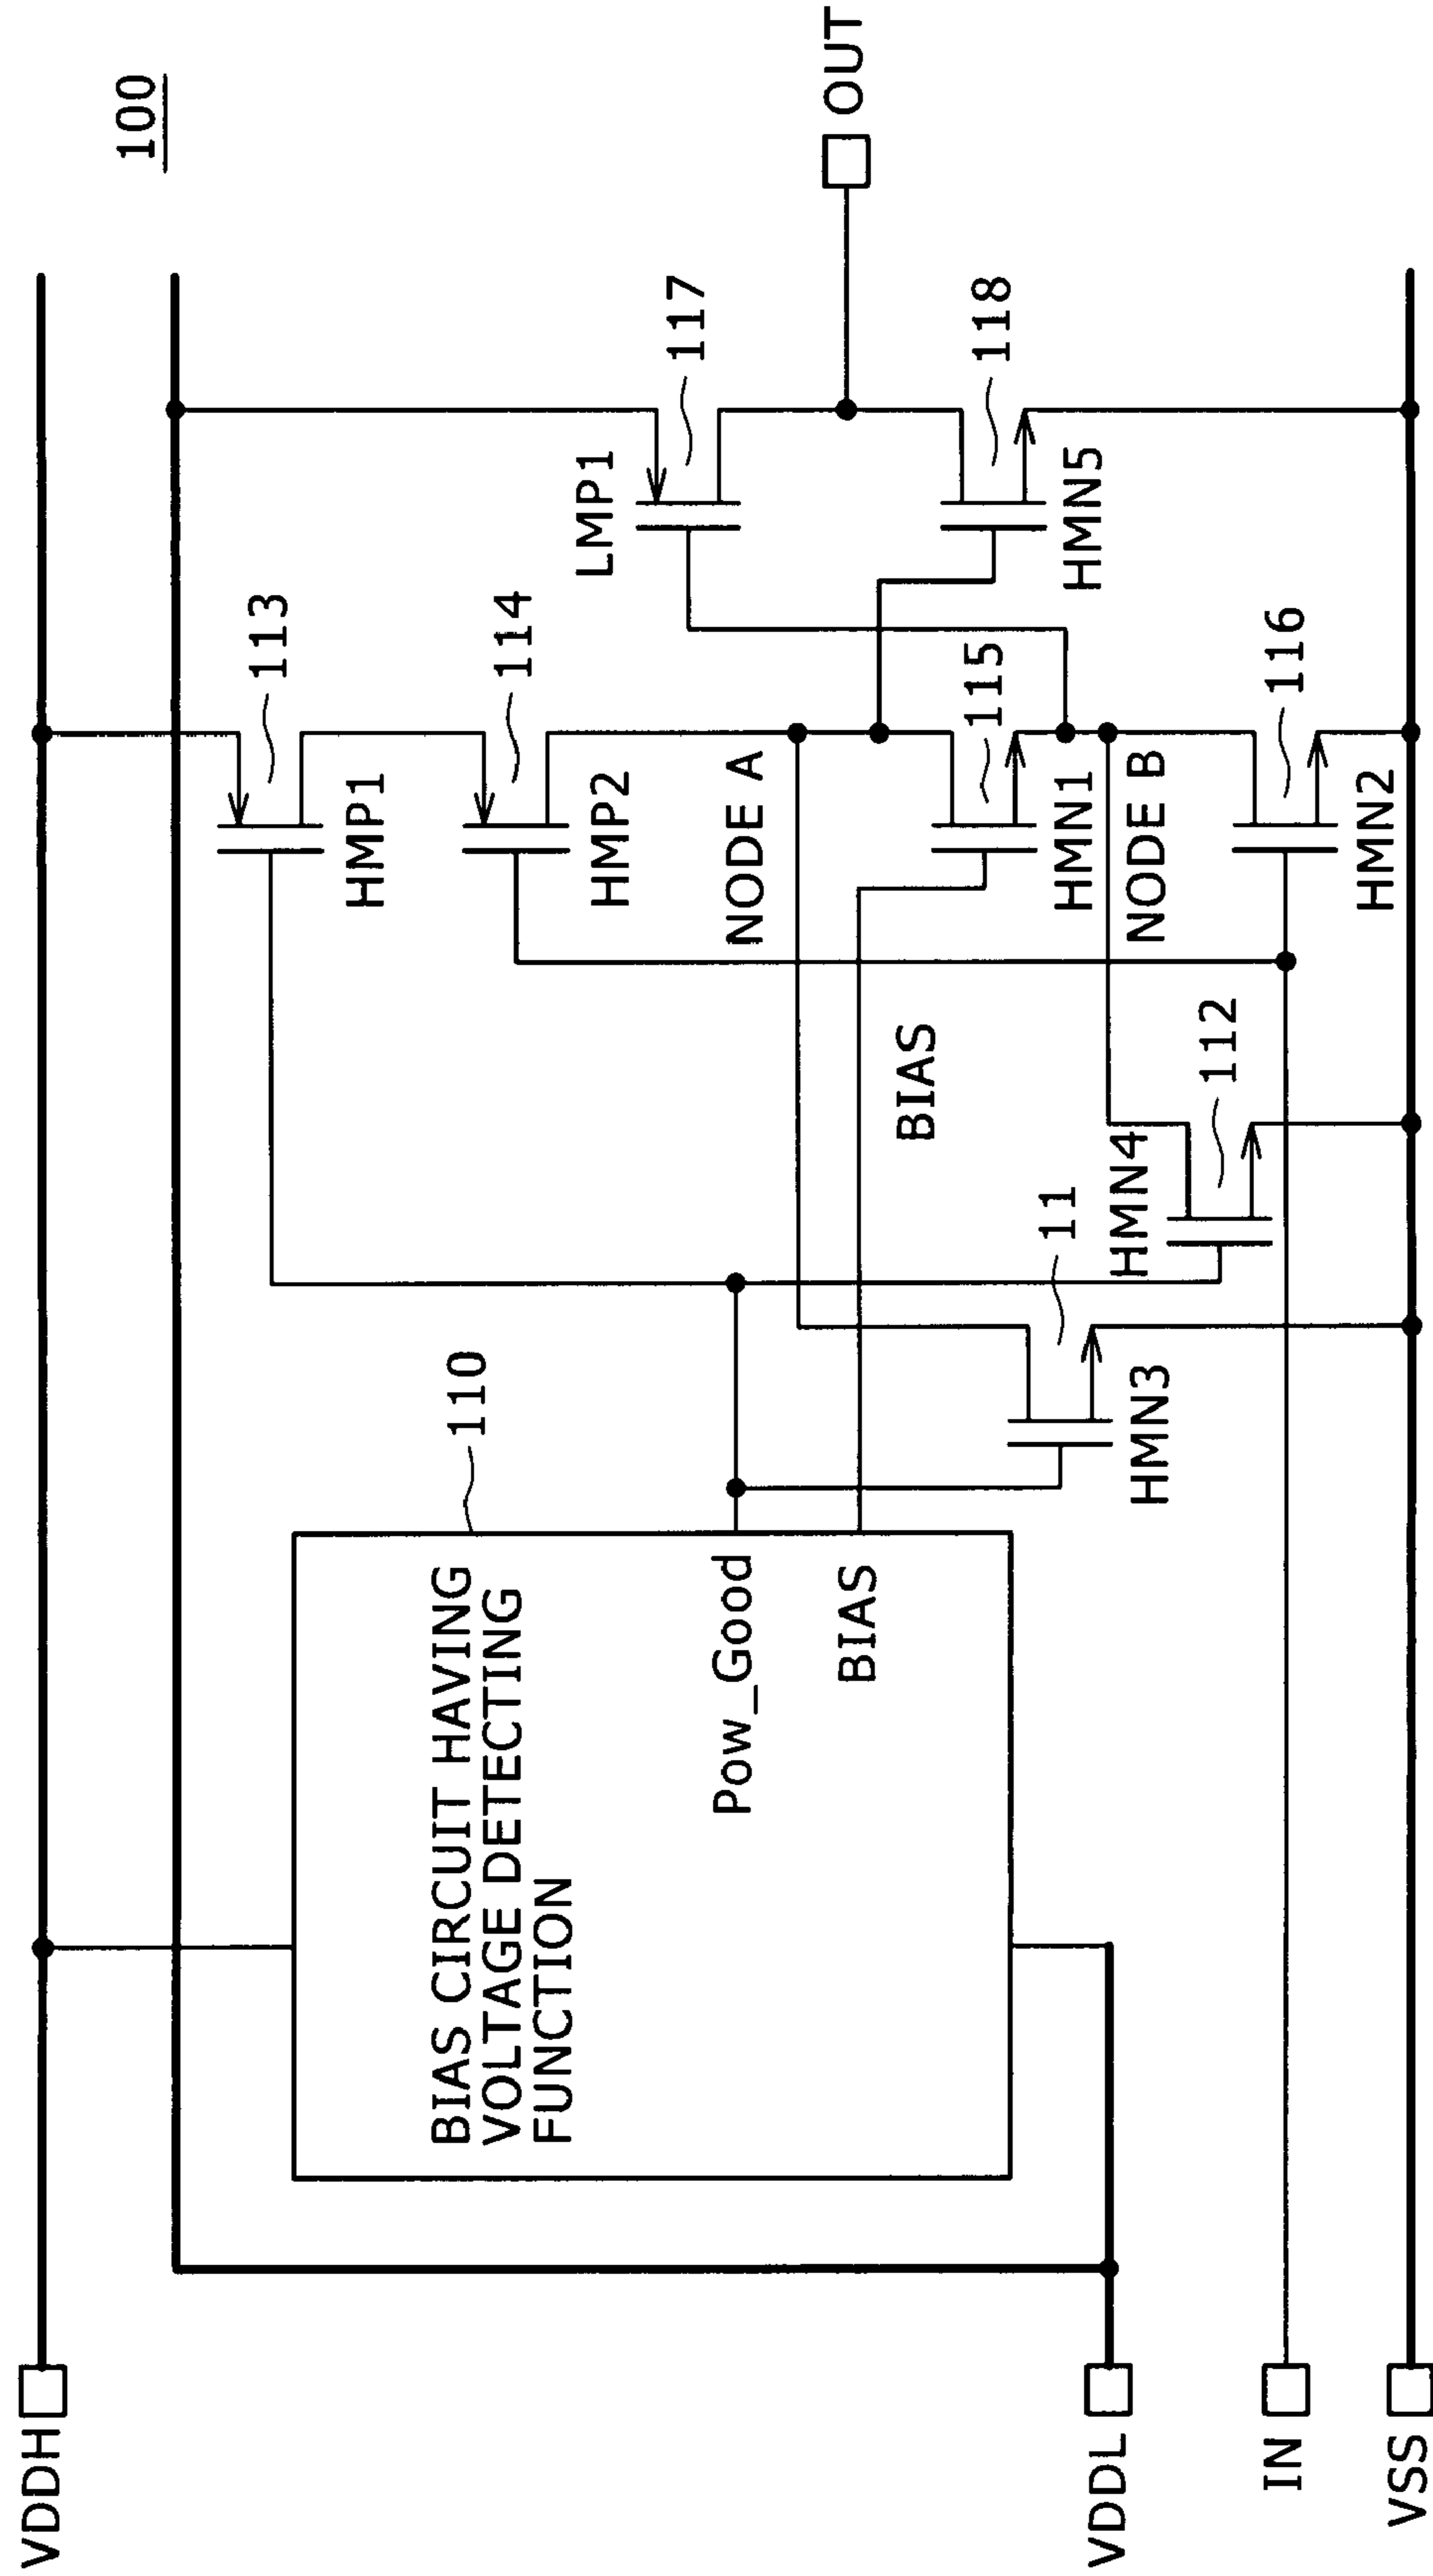 100
VDDH
113
HMP1
114
HMP2
LMP1
117
OUT
110
BIAS CIRCUIT HAVING
VOLTAGE DETECTING
FUNCTION
Pow_Good
BIAS
NODE A
BIAS
115
HMN1
118
HMN5
11
HMN3
HMN4
112
NODE B
116
HMN2
VDDL
IN
VSS